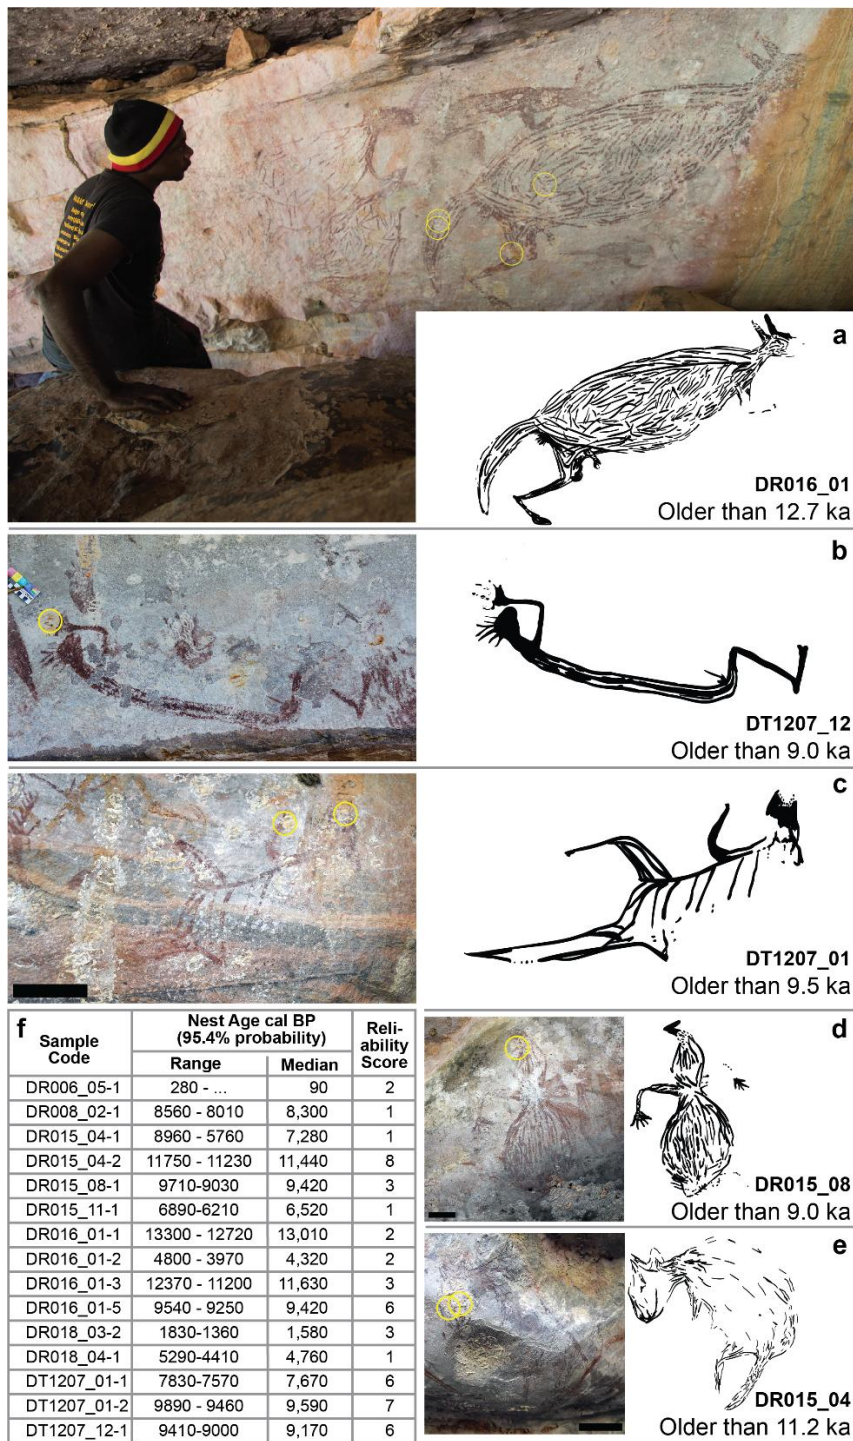 a
DR016_01
Older than 12.7 ka
b
DT1207_12
Older than 9.0 ka
c
DT1207_01
Older than 9.5 ka
f
Sample Code | Nest Age cal BP (95.4% probability) | Reli-ability Score
Range | Median
DR006_05-1 | 280 - ... | 90 | 2
DR008_02-1 | 8560 - 8010 | 8,300 | 1
DR015_04-1 | 8960 - 5760 | 7,280 | 1
DR015_04-2 | 11750 - 11230 | 11,440 | 8
DR015_08-1 | 9710-9030 | 9,420 | 3
DR015_11-1 | 6890-6210 | 6,520 | 1
DR016_01-1 | 13300 - 12720 | 13,010 | 2
DR016_01-2 | 4800 - 3970 | 4,320 | 2
DR016_01-3 | 12370 - 11200 | 11,630 | 3
DR016_01-5 | 9540 - 9250 | 9,420 | 6
DR018_03-2 | 1830-1360 | 1,580 | 3
DR018_04-1 | 5290-4410 | 4,760 | 1
DT1207_01-1 | 7830-7570 | 7,670 | 6
DT1207_01-2 | 9890 - 9460 | 9,590 | 7
DT1207_12-1 | 9410-9000 | 9,170 | 6
d
DR015_08
Older than 9.0 ka
e
DR015_04
Older than 11.2 ka